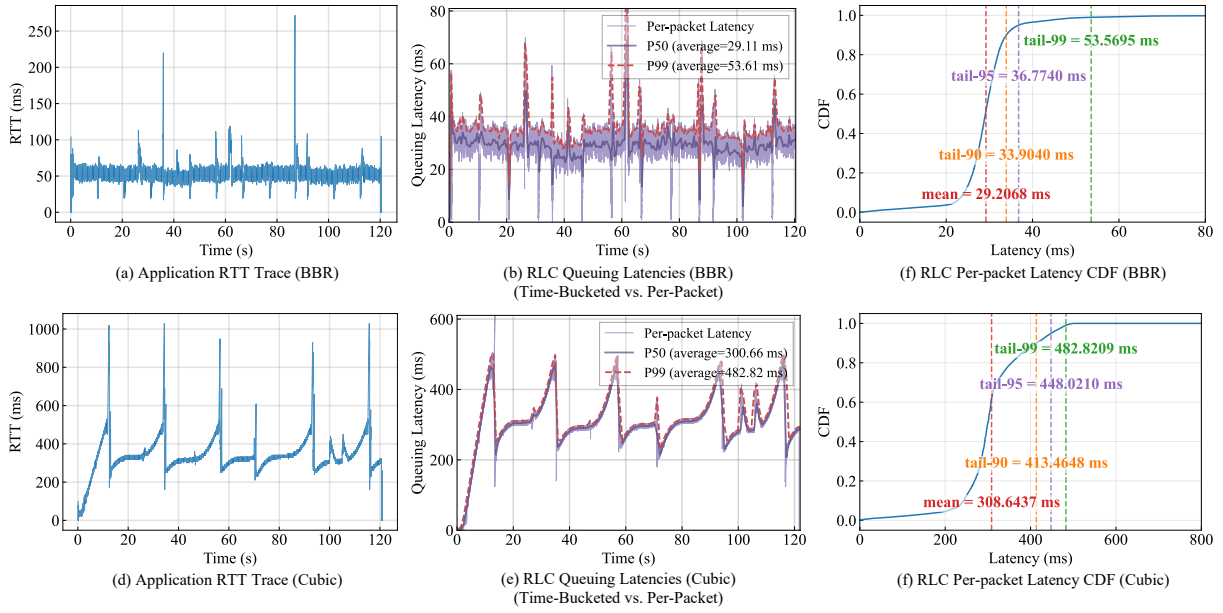 RTT (ms)
250
200
150
100
50
0
0
20
40
60
80
100
120
Time (s)
(a) Application RTT Trace (BBR)
Queuing Latency (ms)
80
60
40
20
0
Per-packet Latency
P50 (average=29.11 ms)
P99 (average=53.61 ms)
0
20
40
60
80
100
120
Time (s)
(b) RLC Queuing Latencies (BBR)
(Time-Bucketed vs. Per-Packet)
CDF
1.0
0.8
0.6
0.4
0.2
0.0
tail-99 = 53.5695 ms
tail-95 = 36.7740 ms
tail-90 = 33.9040 ms
mean = 29.2068 ms
0
20
40
60
80
Latency (ms)
(f) RLC Per-packet Latency CDF (BBR)
RTT (ms)
1000
800
600
400
200
0
0
20
40
60
80
100
120
Time (s)
(d) Application RTT Trace (Cubic)
Queuing Latency (ms)
600
400
200
0
Per-packet Latency
P50 (average=300.66 ms)
P99 (average=482.82 ms)
0
20
40
60
80
100
120
Time (s)
(e) RLC Queuing Latencies (Cubic)
(Time-Bucketed vs. Per-Packet)
CDF
1.0
0.8
0.6
0.4
0.2
0.0
tail-99 = 482.8209 ms
tail-95 = 448.0210 ms
tail-90 = 413.4648 ms
mean = 308.6437 ms
0
200
400
600
800
Latency (ms)
(f) RLC Per-packet Latency CDF (Cubic)